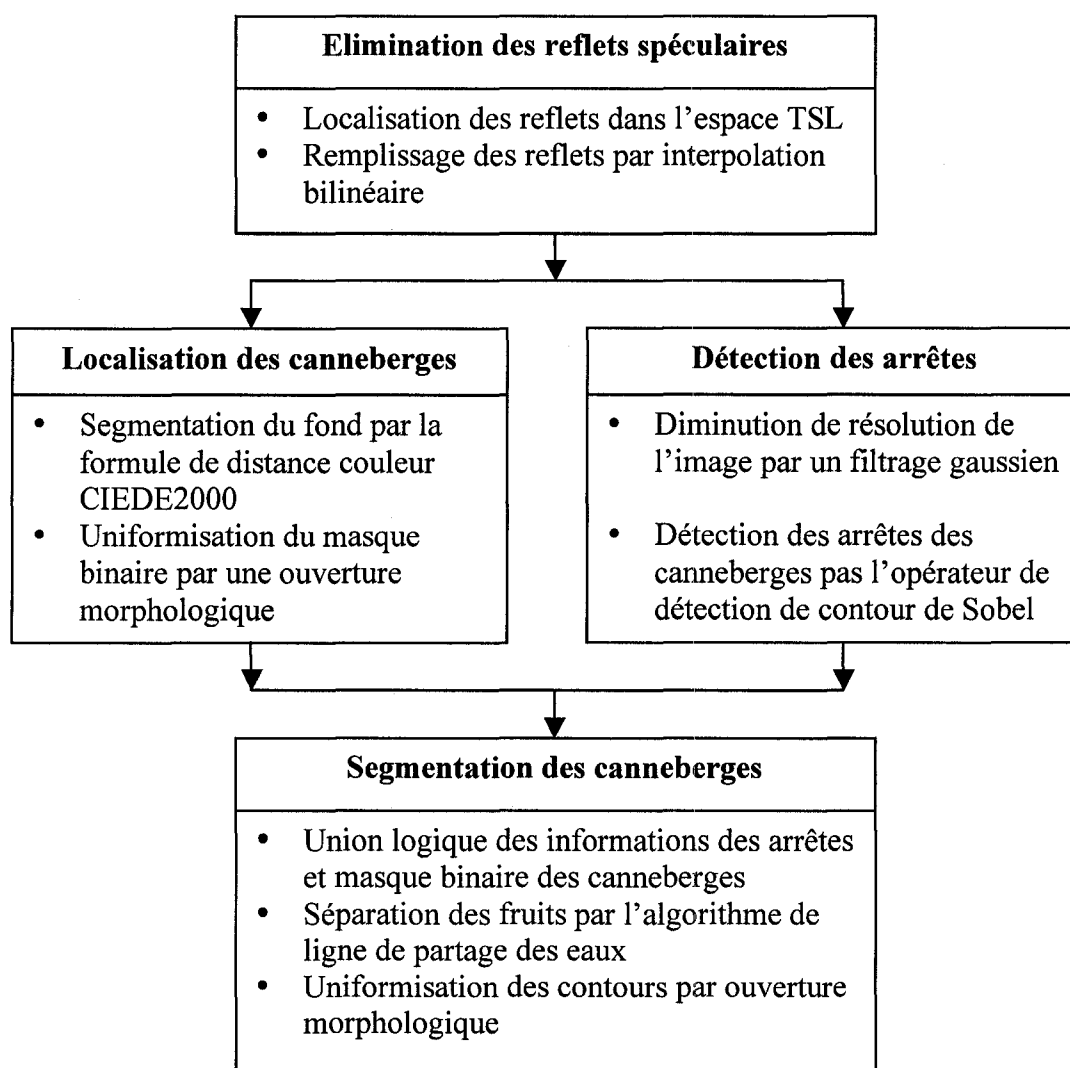 Elimination des reflets spéculaires
• Localisation des reflets dans l'espace TSL
• Remplissage des reflets par interpolation
bilinéaire
Localisation des canneberges
• Segmentation du fond par la
formule de distance couleur
CIEDE2000
• Uniformisation du masque
binaire par une ouverture
morphologique
Détection des arrêtes
• Diminution de résolution de
l'image par un filtrage gaussien
• Détection des arrêtes des
canneberges pas l'opérateur de
détection de contour de Sobel
Segmentation des canneberges
• Union logique des informations des arrêtes
et masque binaire des canneberges
• Séparation des fruits par l'algorithme de
ligne de partage des eaux
• Uniformisation des contours par ouverture
morphologique